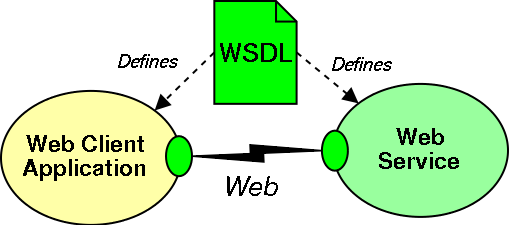 WSDL
Defines
Defines
Web Client
Application
Web
Service
Web